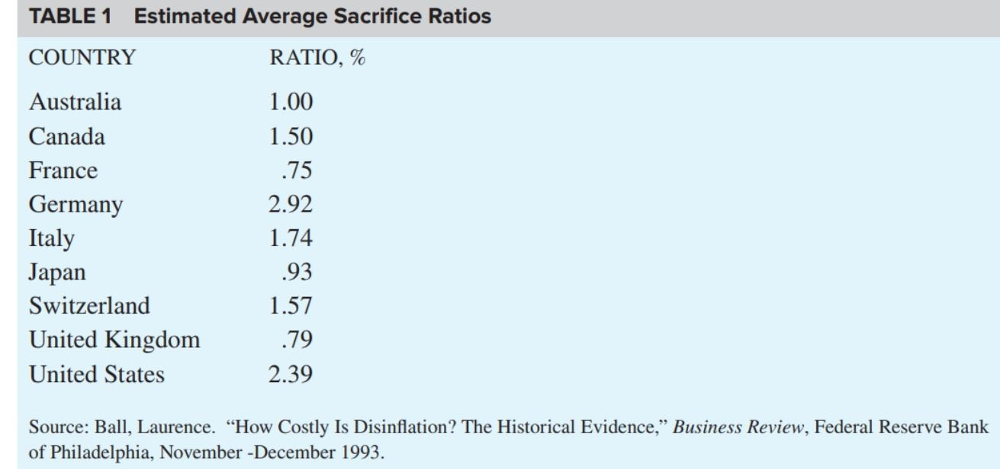 TABLE 1 Estimated Average Sacrifice Ratios
COUNTRY RATIO, %
Australia 1.00
Canada 1.50
France .75
Germany 2.92
Italy 1.74
Japan .93
Switzerland 1.57
United Kingdom .79
United States 2.39
Source: Ball, Laurence. “How Costly Is Disinflation? The Historical Evidence,” Business Review, Federal Reserve Bank
of Philadelphia, November -December 1993.